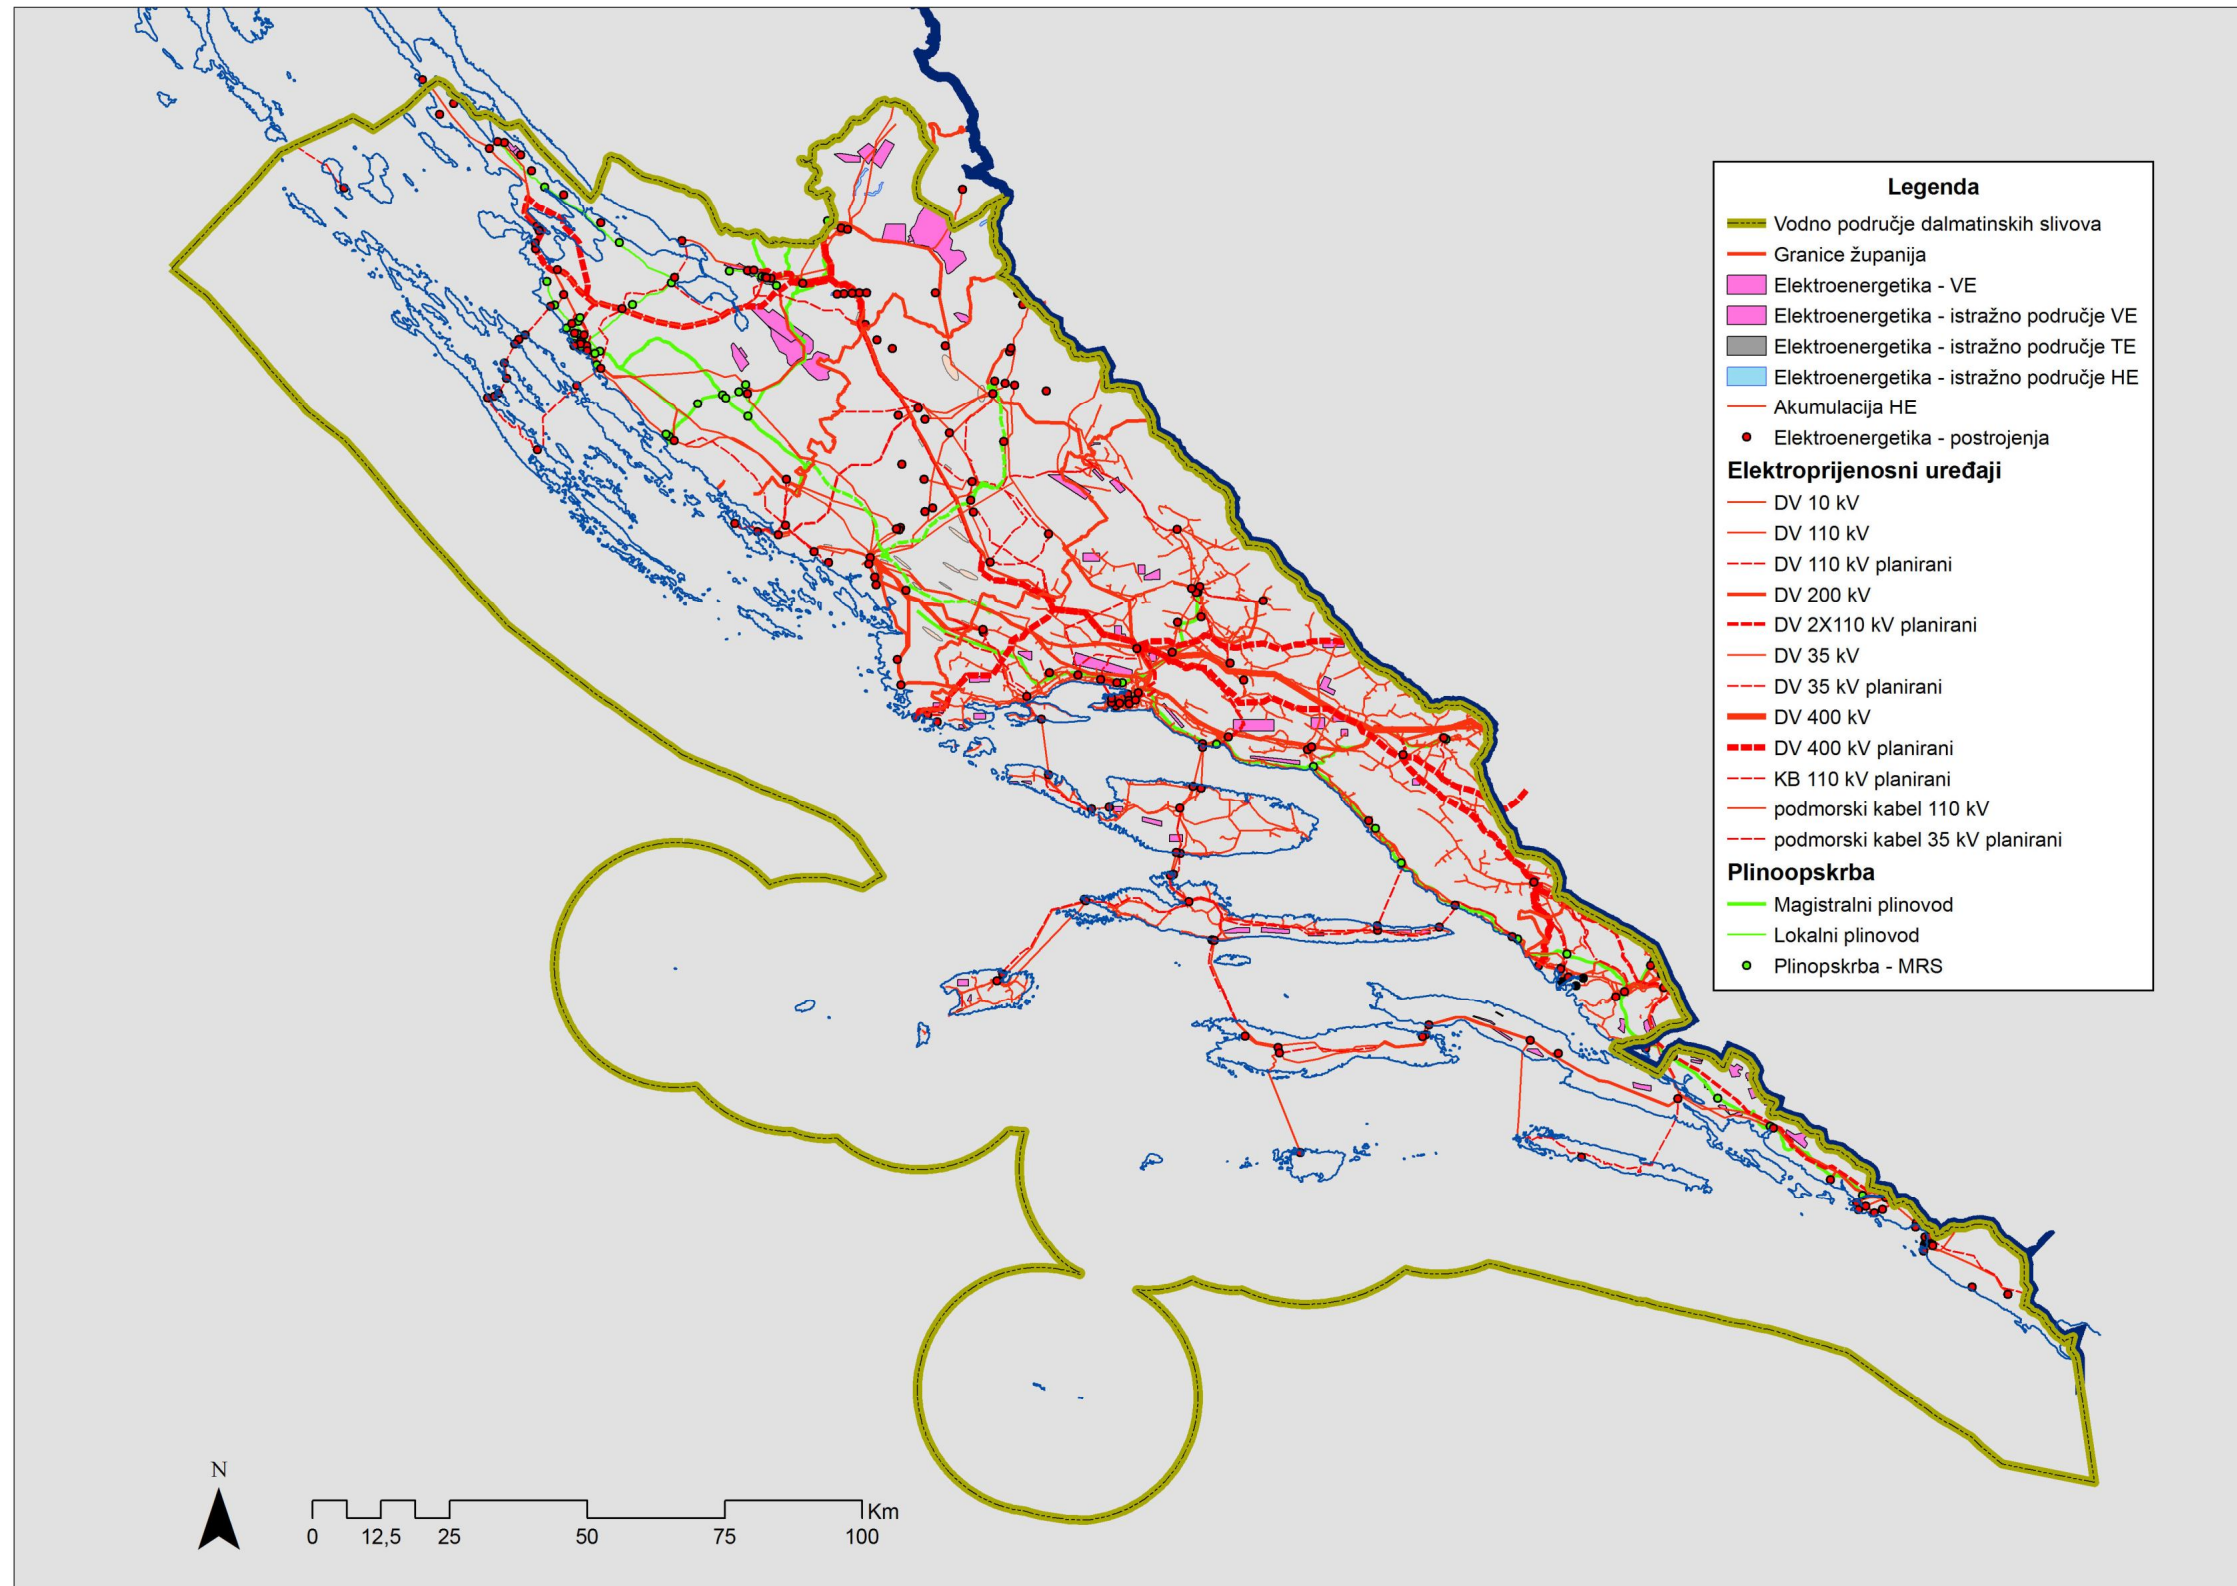 Legenda
Vodno područje dalmatinskih slivova
Granice županija
Elektroenergetika - VE
Elektroenergetika - istražno područje VE
Elektroenergetika - istražno područje TE
Elektroenergetika - istražno područje HE
Akumulacija HE
Elektroenergetika - postrojenja
Elektroprijenosni uređaji
DV 10 kV
DV 110 kV
DV 110 kV planirani
DV 200 kV
DV 2X110 kV planirani
DV 35 kV
DV 35 kV planirani
DV 400 kV
DV 400 kV planirani
KB 110 kV planirani
podmorski kabel 110 kV
podmorski kabel 35 kV planirani
Plinoopskrba
Magistralni plinovod
Lokalni plinovod
Plinopskrba - MRS
N
Km
0 12,5 25 50 75 100